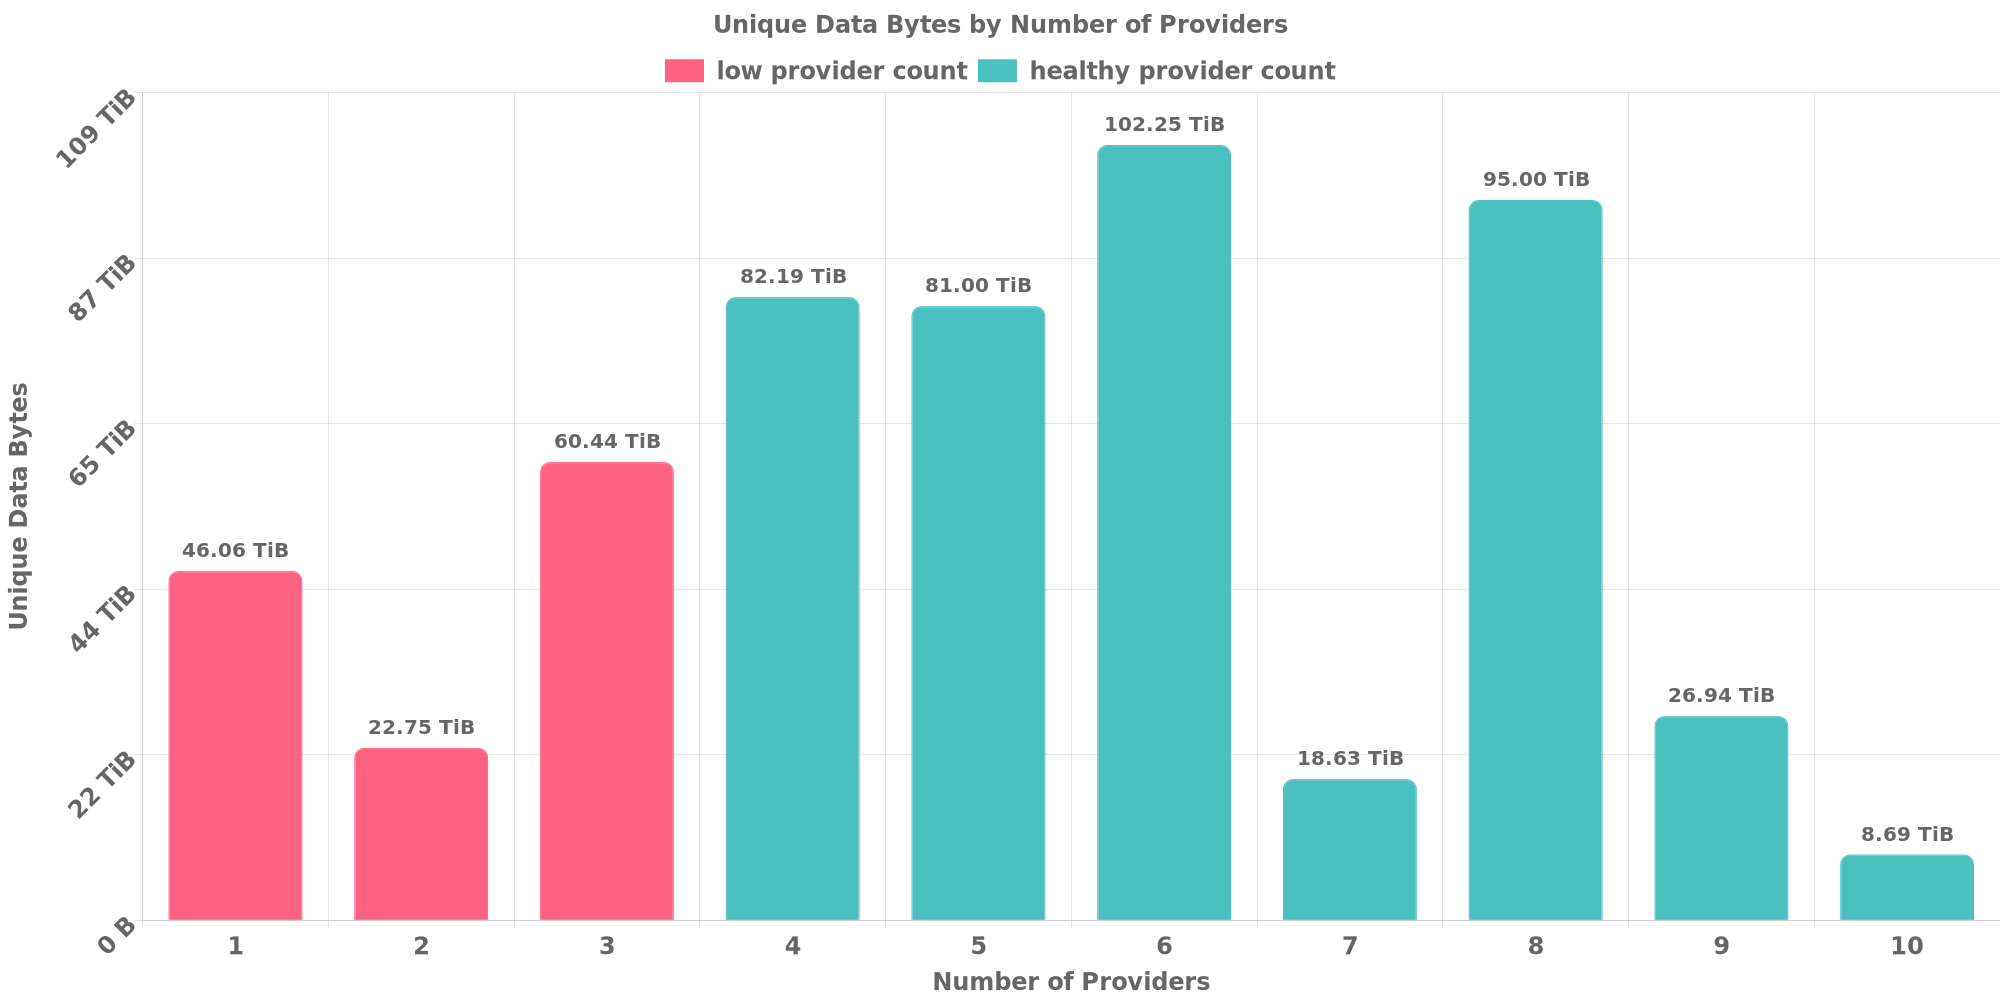 Unique Data Bytes by Number of Providers
low provider count healthy provider count
109 TiB
87 TiB
65 TiB
44 TiB
22 TiB
0 B
Unique Data Bytes
46.06 TiB
22.75 TiB
60.44 TiB
82.19 TiB
81.00 TiB
102.25 TiB
18.63 TiB
95.00 TiB
26.94 TiB
8.69 TiB
1 2 3 4 5 6 7 8 9 10
Number of Providers